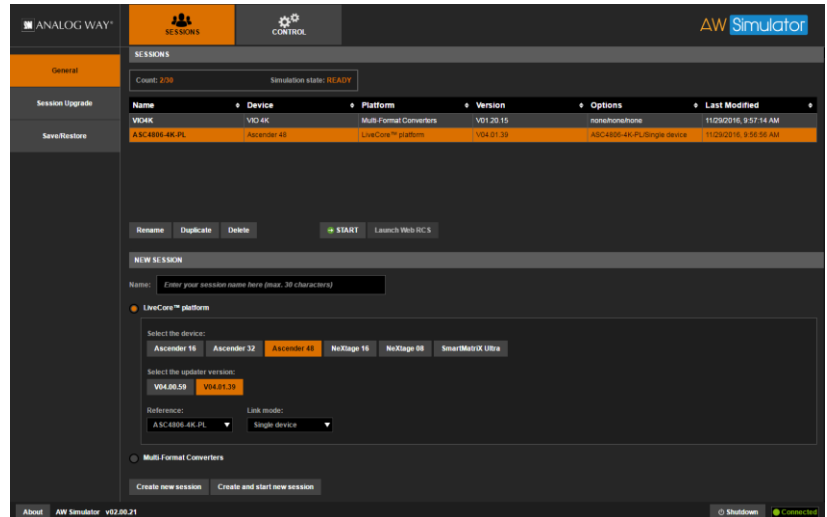 ANALOG WAY®
SESSIONS
CONTROL
AW Simulator
General
Session Upgrade
Save/Restore
SESSIONS
Count: 2/30 Simulation state: READY
Name Device Platform Version Options Last Modified
VIO4K VIO 4K Multi-Format Converters V01.20.15 none/none/none 11/29/2016, 9:57:14 AM
ASC4806-4K-PL Ascender 48 LiveCore™ platform V04.01.39 ASC4806-4K-PL/Single device 11/29/2016, 9:56:56 AM
Rename Duplicate Delete START Launch Web RCS
NEW SESSION
Name: Enter your session name here (max. 30 characters)
LiveCore™ platform
Select the device:
Ascender 16 Ascender 32 Ascender 48 NeXtage 16 NeXtage 08 SmartMatriX Ultra
Select the updater version:
V04.00.59 V04.01.39
Reference: Link mode:
ASC4806-4K-PL Single device
Multi-Format Converters
Create new session Create and start new session
About AW Simulator v02.00.21 Shutdown Connected